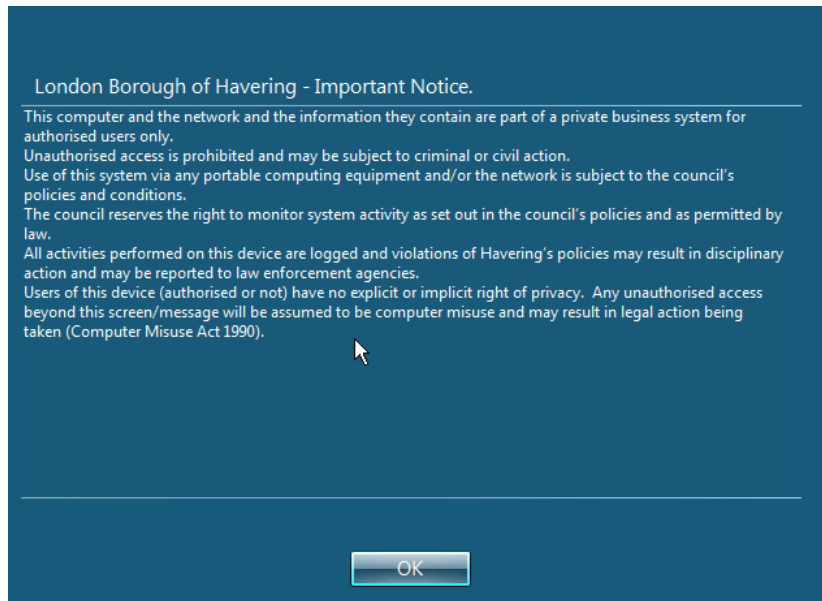 London Borough of Havering - Important Notice.
This computer and the network and the information they contain are part of a private business system for
authorised users only.
Unauthorised access is prohibited and may be subject to criminal or civil action.
Use of this system via any portable computing equipment and/or the network is subject to the council's
policies and conditions.
The council reserves the right to monitor system activity as set out in the council's policies and as permitted by
law.
All activities performed on this device are logged and violations of Havering's policies may result in disciplinary
action and may be reported to law enforcement agencies.
Users of this device (authorised or not) have no explicit or implicit right of privacy.  Any unauthorised access
beyond this screen/message will be assumed to be computer misuse and may result in legal action being
taken (Computer Misuse Act 1990).
OK